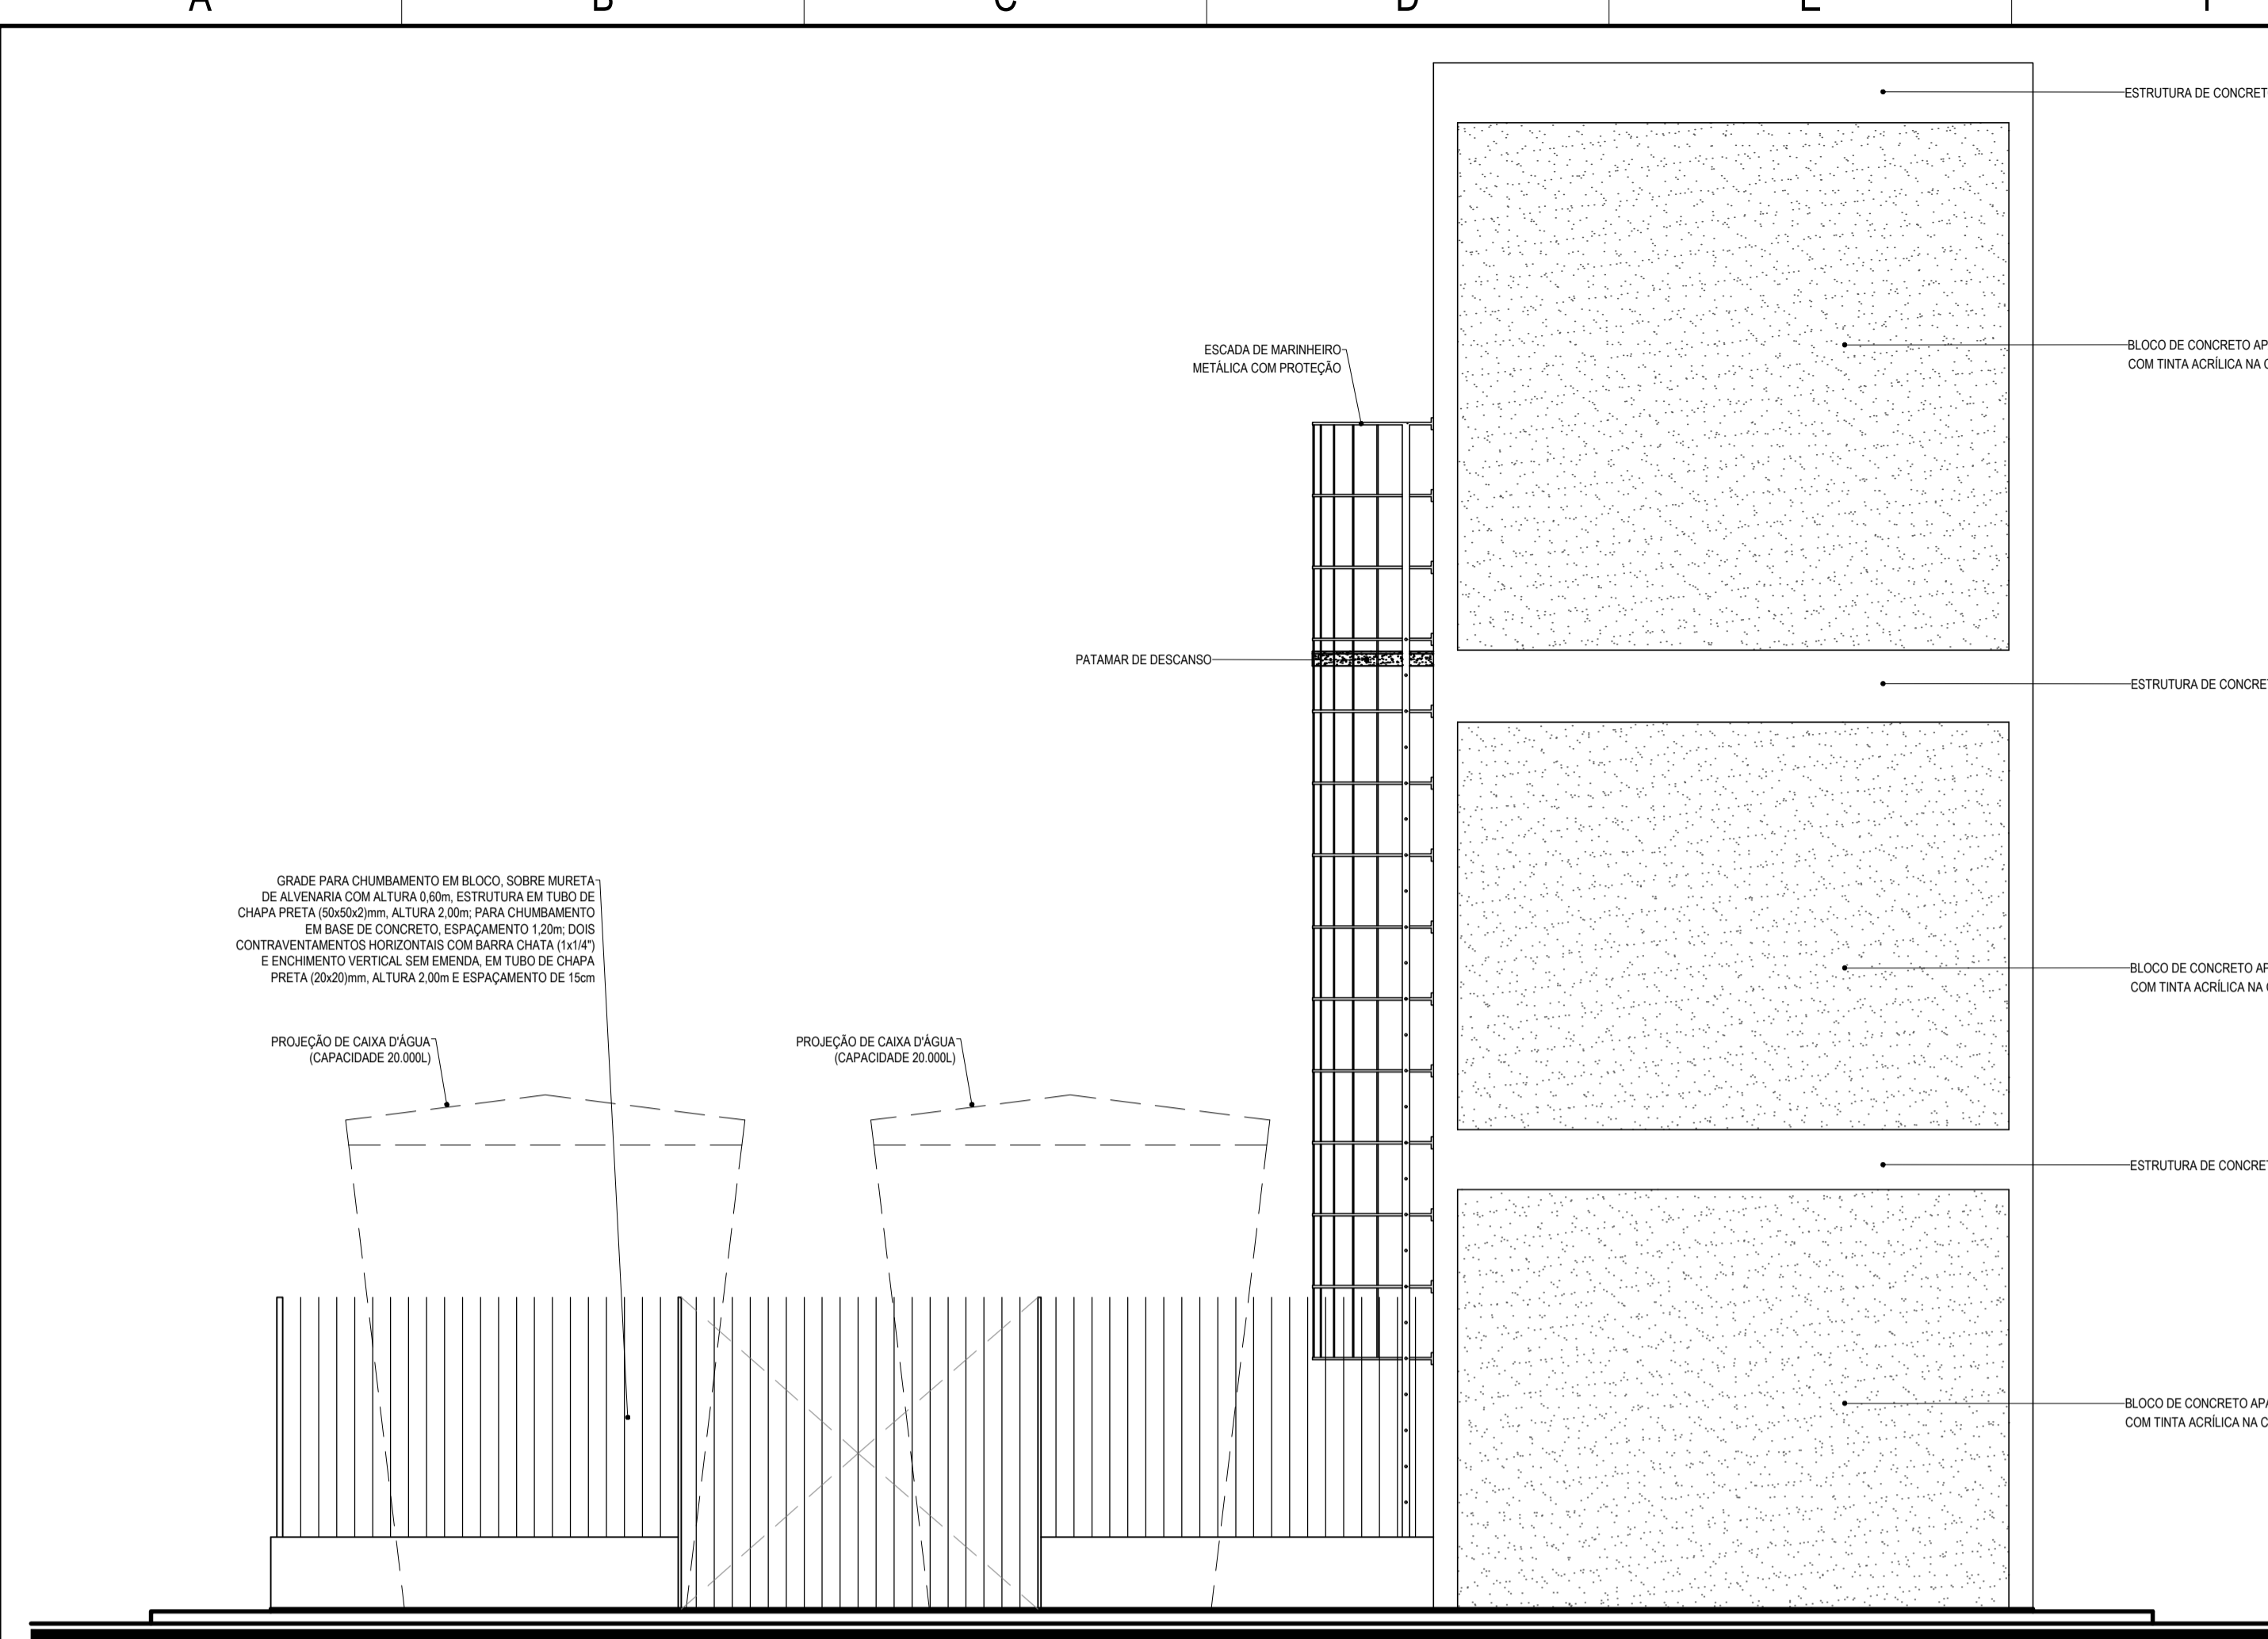 A B C D E
ESTRUTURA DE CONCRET
ESCADA DE MARINHEIRO
METÁLICA COM PROTEÇÃO
BLOCO DE CONCRETO AP
COM TINTA ACRÍLICA NA
PATAMAR DE DESCANSO
ESTRUTURA DE CONCRE
GRADE PARA CHUMBAMENTO EM BLOCO, SOBRE MURETA
DE ALVENARIA COM ALTURA 0,60m, ESTRUTURA EM TUBO DE
CHAPA PRETA (50x50x2)mm, ALTURA 2,00m; PARA CHUMBAMENTO
EM BASE DE CONCRETO, ESPAÇAMENTO 1,20m; DOIS
CONTRAVENTAMENTOS HORIZONTAIS COM BARRA CHATA (1x1/4")
E ENCHIMENTO VERTICAL SEM EMENDA, EM TUBO DE CHAPA
PRETA (20x20)mm, ALTURA 2,00m E ESPAÇAMENTO DE 15cm
BLOCO DE CONCRETO AP
COM TINTA ACRÍLICA NA
PROJEÇÃO DE CAIXA D'ÁGUA
(CAPACIDADE 20.000L)
PROJEÇÃO DE CAIXA D'ÁGUA
(CAPACIDADE 20.000L)
ESTRUTURA DE CONCRE
BLOCO DE CONCRETO APA
COM TINTA ACRÍLICA NA C